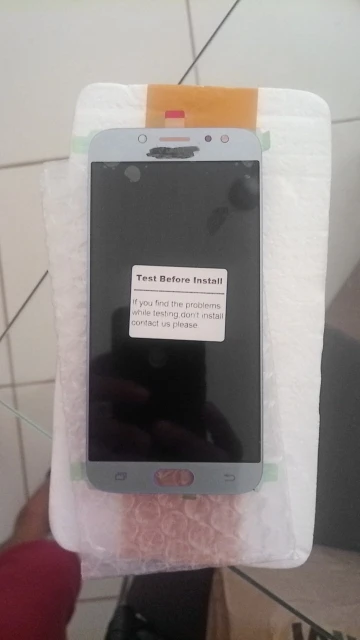 Test Before Install
If you find the problems
while testing,don't install
contact us please.